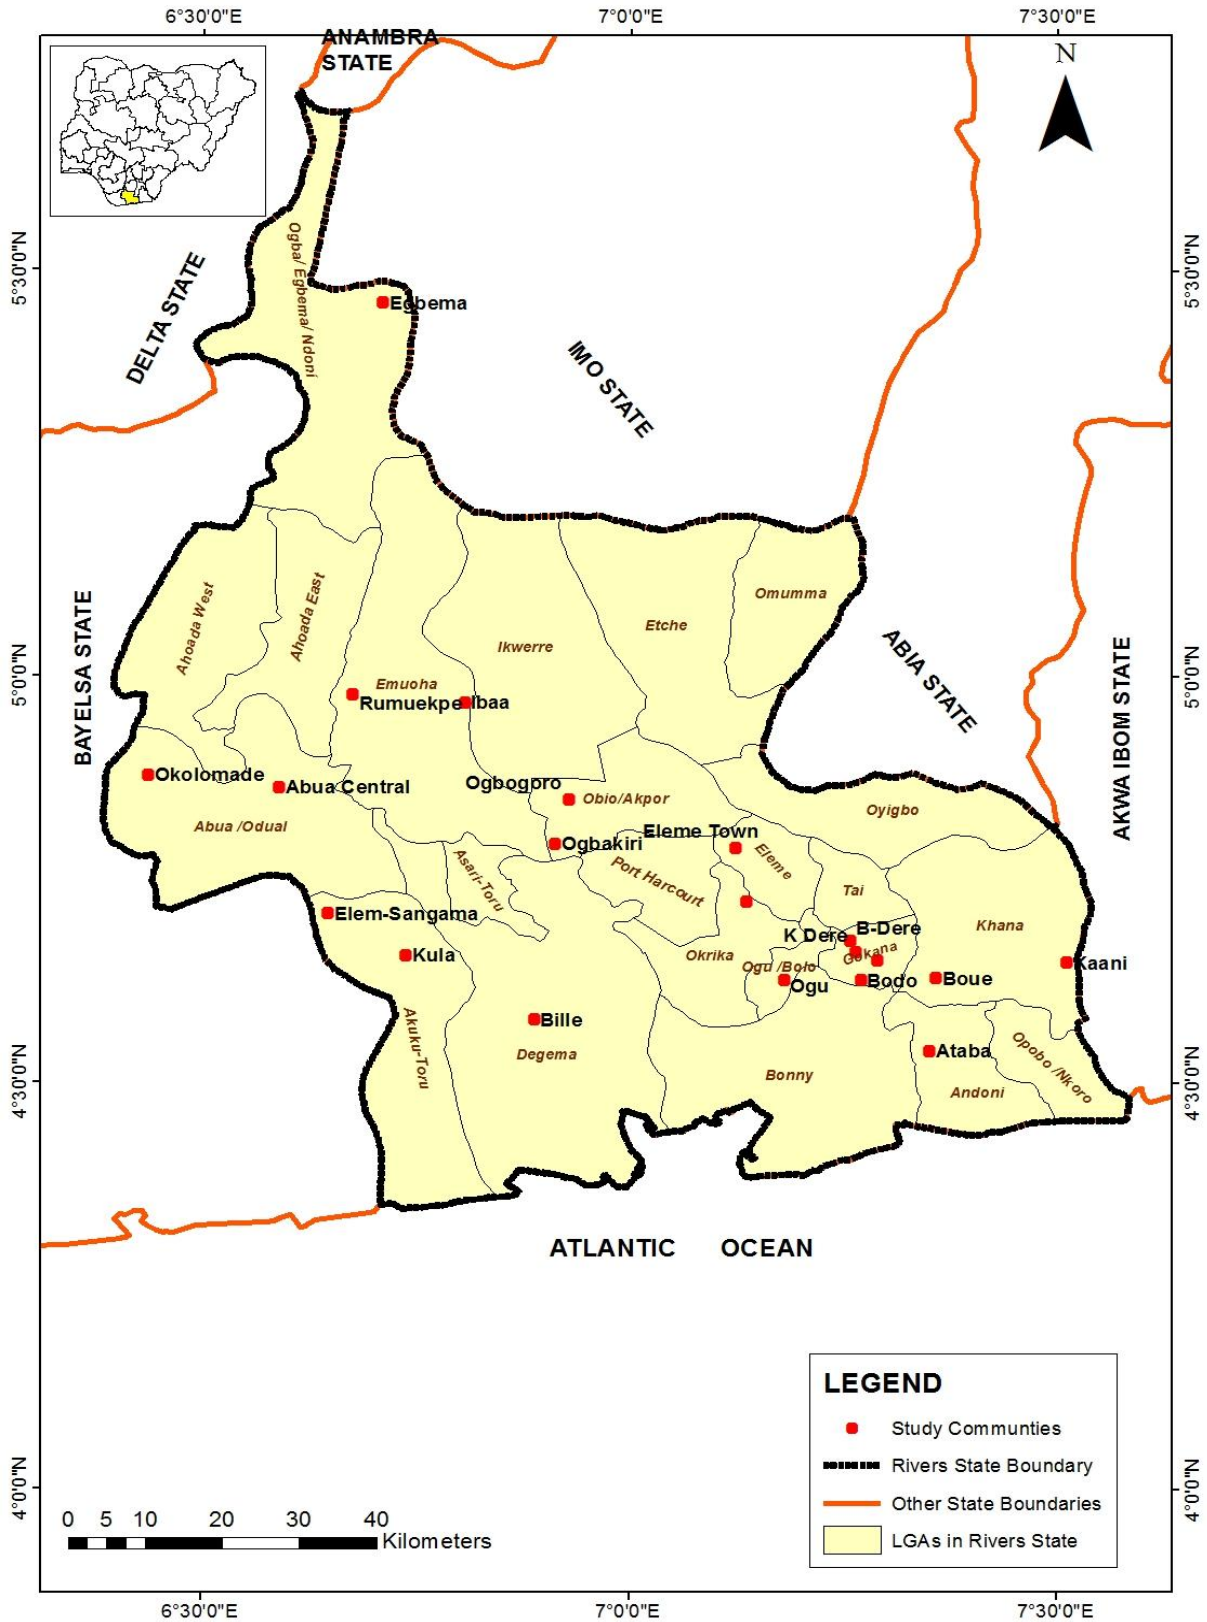 6°30'0"E
7°0'0"E
7°30'0"E
ANAMBRA
STATE
N
5°30'0"N
5°30'0"N
DELTA STATE
Ogba/ Egbema/ Ndoni
Egbema
IMO STATE
BAYELSA STATE
Ahoada West
Ahoada East
Omumma
Etche
Ikwerre
ABIA STATE
AKWA IBOM STATE
5°0'0"N
5°0'0"N
Emuoha
Rumuekpe
Ibaa
Okolomade
Abua Central
Ogbogoro
Obio/Akpor
Oyigbo
Abua /Odual
Ogbakiri
Eleme Town
Eleme
Asari-Toru
Port Harcourt
Tai
Elem-Sangama
Khana
K Dere
B-Dere
Gokana
Kula
Okrika
Ogu /Bolo
Kaani
Ogu
Bodo
Boue
Bille
Akuku-Toru
Degema
Ataba
Opobo /Nkoro
Bonny
Andoni
4°30'0"N
4°30'0"N
ATLANTIC OCEAN
LEGEND
Study Communties
Rivers State Boundary
Other State Boundaries
LGAs in Rivers State
4°0'0"N
4°0'0"N
0 5 10 20 30 40
Kilometers
6°30'0"E
7°0'0"E
7°30'0"E